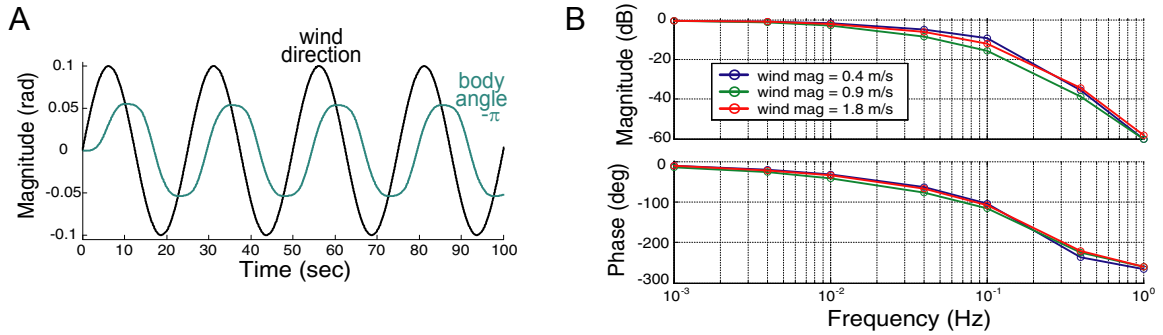 A
wind
direction
body
angle
-π
Magnitude (rad)
0.1
0.05
0
-0.05
-0.1
0 10 20 30 40 50 60 70 80 90 100
Time (sec)
B
Magnitude (dB)
0
-20
-40
-60
wind mag = 0.4 m/s
wind mag = 0.9 m/s
wind mag = 1.8 m/s
Phase (deg)
0
-100
-200
-300
10⁻³ 10⁻² 10⁻¹ 10⁰
Frequency (Hz)